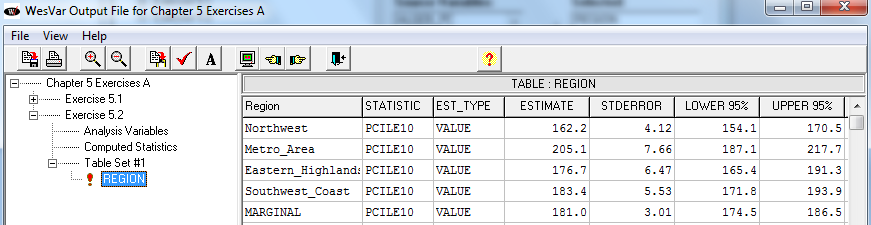 WesVar Output File for Chapter 5 Exercises A
File View Help
A ?
Chapter 5 Exercises A
Exercise 5.1
Exercise 5.2
Analysis Variables
Computed Statistics
Table Set #1
REGION
TABLE : REGION
Region STATISTIC EST_TYPE ESTIMATE STDERROR LOWER 95% UPPER 95%
Northwest PCILE10 VALUE 162.2 4.12 154.1 170.5
Metro_Area PCILE10 VALUE 205.1 7.66 187.1 217.7
Eastern_Highlands PCILE10 VALUE 176.7 6.47 165.4 191.3
Southwest_Coast PCILE10 VALUE 183.4 5.53 171.8 193.9
MARGINAL PCILE10 VALUE 181.0 3.01 174.5 186.5